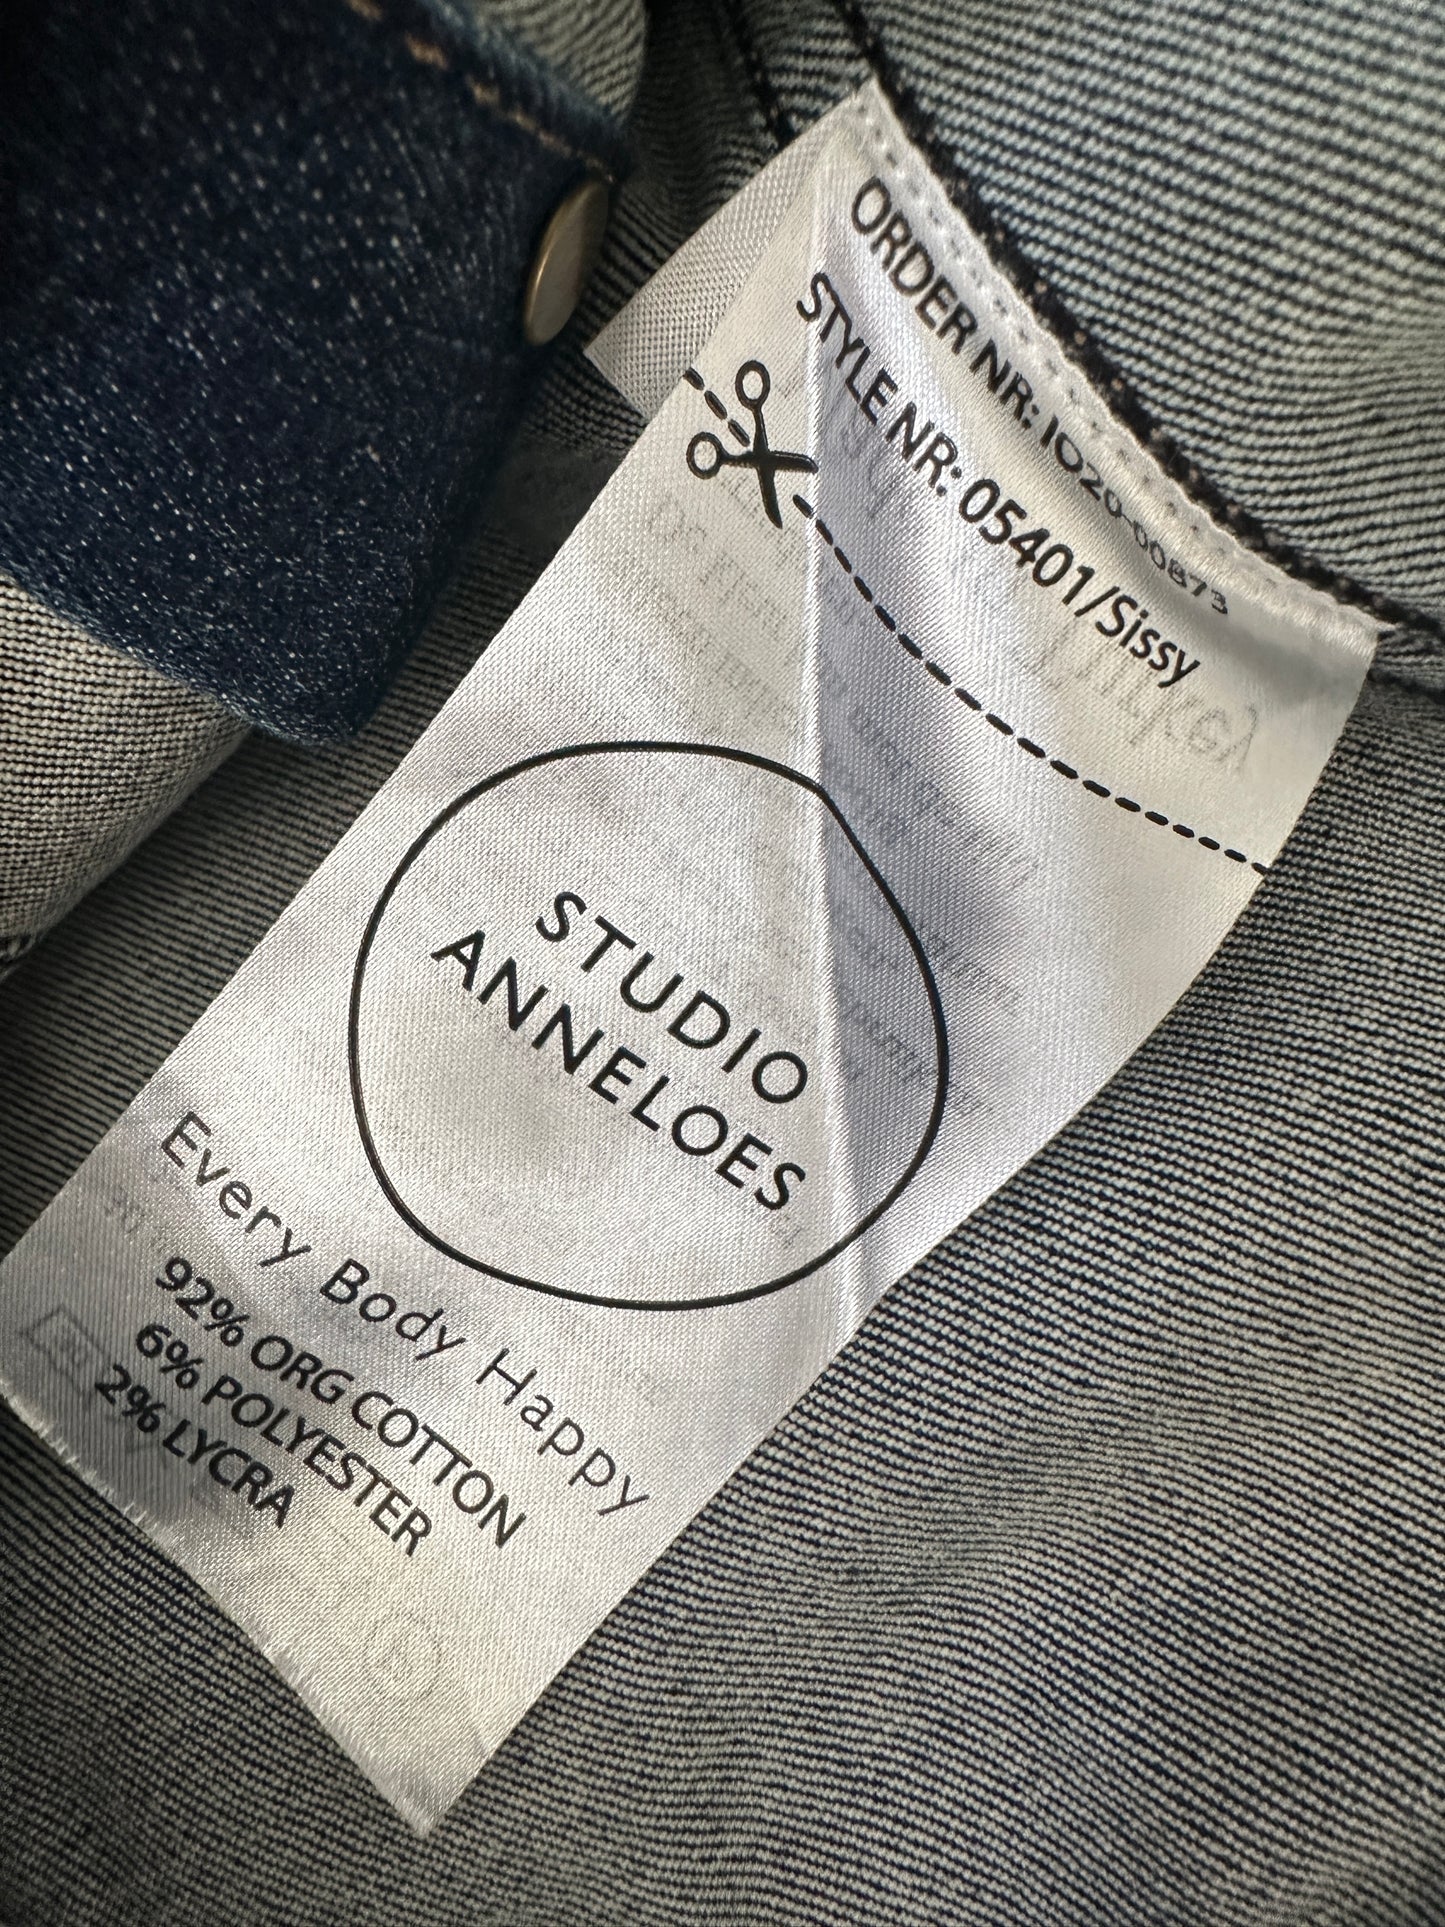 ORDER NR: IO20-00873
STYLE NR: 05401/Sissy
STUDIO
ANNELOES
Every Body Happy
92% ORG COTTON
6% POLYESTER
2% LYCRA